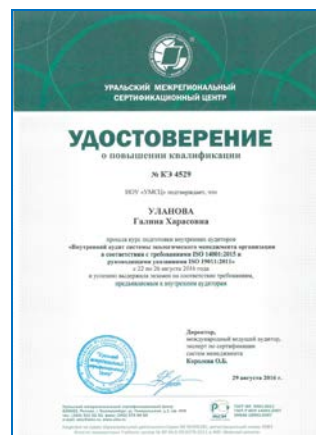 УРАЛЬСКИЙ МЕЖРЕГИОНАЛЬНЫЙ
СЕРТИФИКАЦИОННЫЙ ЦЕНТР
УДОСТОВЕРЕНИЕ
о повышении квалификации
№ КЭ 4529
НОУ «УМСЦ» подтверждает, что
УЛАНОВА
Галина Харасовна
прошла курс подготовки внутренних аудиторов
«Внутренний аудит системы экологического менеджмента организации
в соответствии с требованиями ISO 14001:2015 и
руководящими указаниями ISO 19011:2011»
с 22 по 26 августа 2016 года
и успешно выдержала экзамен на соответствие требованиям,
предъявляемым к внутренним аудиторам
Директор,
международный ведущий аудитор,
эксперт по сертификации
систем менеджмента
Королева О.Б.
29 августа 2016 г.